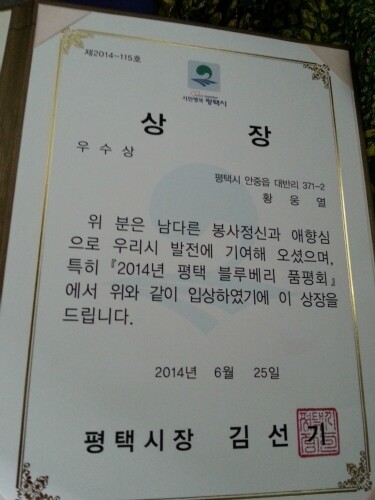 제2014-115호
시민행복 평택시
상 장
우수상
평택시 안중읍 대반리 371-2
황웅열
위 분은 남다른 봉사정신과 애향심
으로 우리시 발전에 기여해 오셨으며,
특히 『2014년 평택 블루베리 품평회』
에서 위와 같이 입상하였기에 이 상장을
드립니다.
2014년 6월 25일
평택시장 김선기